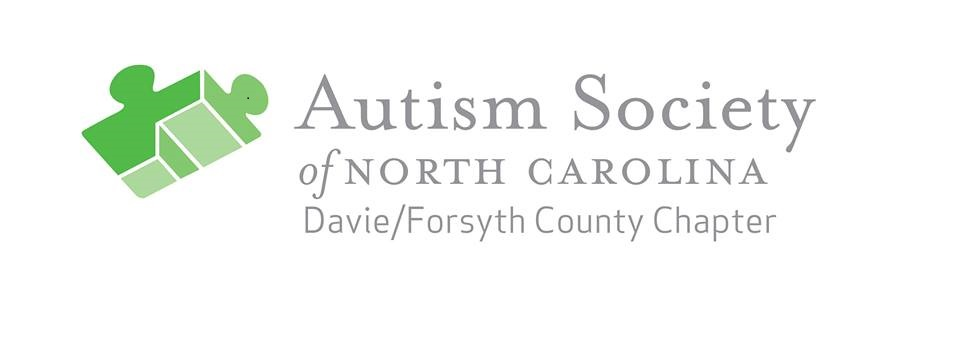 Autism Society
of NORTH CAROLINA
Davie/Forsyth County Chapter